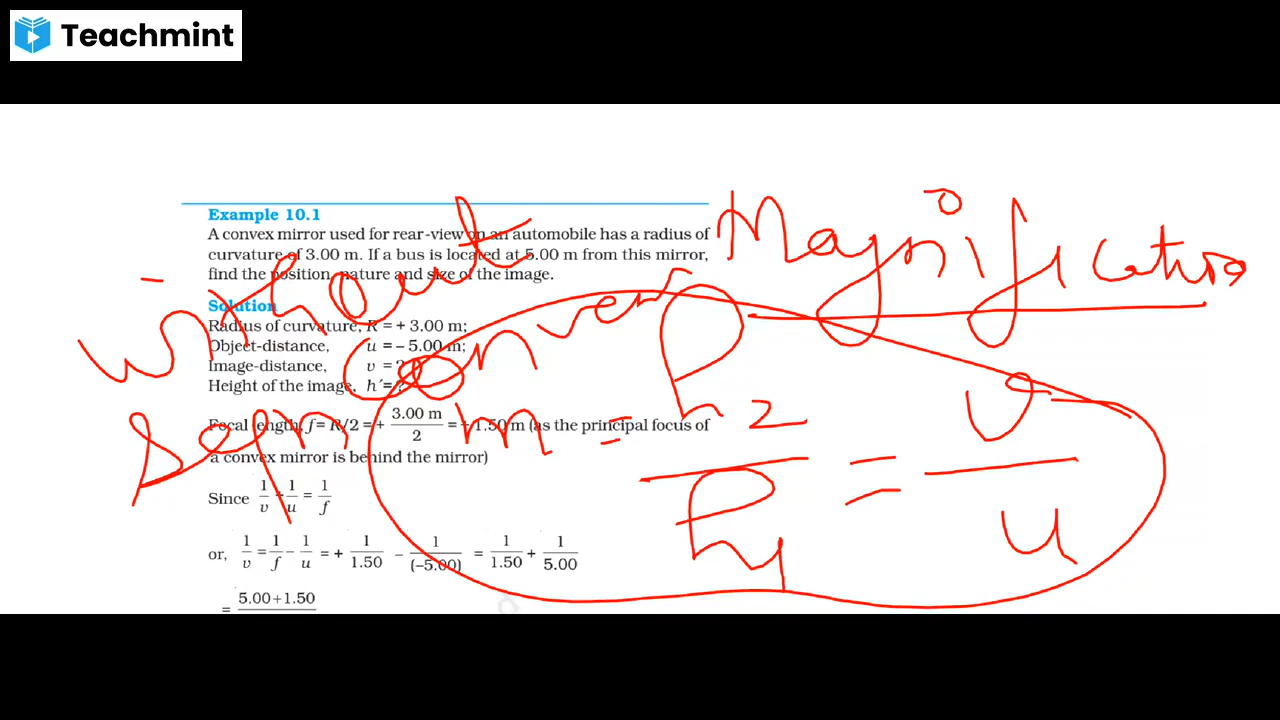 Teachmint
Example 10.1
A convex mirror used for rear-view on an automobile has a radius of
curvature of 3.00 m. If a bus is located at 5.00 m from this mirror,
find the position, nature and size of the image.
Solution
Radius of curvature, R = + 3.00 m;
Object-distance, u = – 5.00 m;
Image-distance, v = ?
Height of the image, h′= ?
Focal length, f = R/2 = + 3.00 m / 2 = + 1.50 m (as the principal focus of
a convex mirror is behind the mirror)
Since 1/v + 1/u = 1/f
or, 1/v = 1/f – 1/u = + 1/1.50 – 1/(–5.00) = 1/1.50 + 1/5.00
= 5.00+1.50
Magnification
without
sign convens
m = h2/h1 = v/u